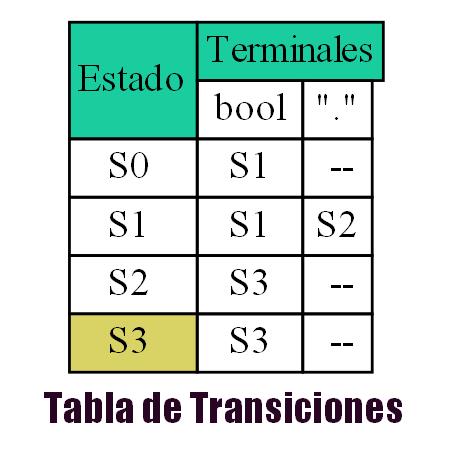 Estado Terminales
bool "."
S0 S1 --
S1 S1 S2
S2 S3 --
S3 S3 --
Tabla de Transiciones